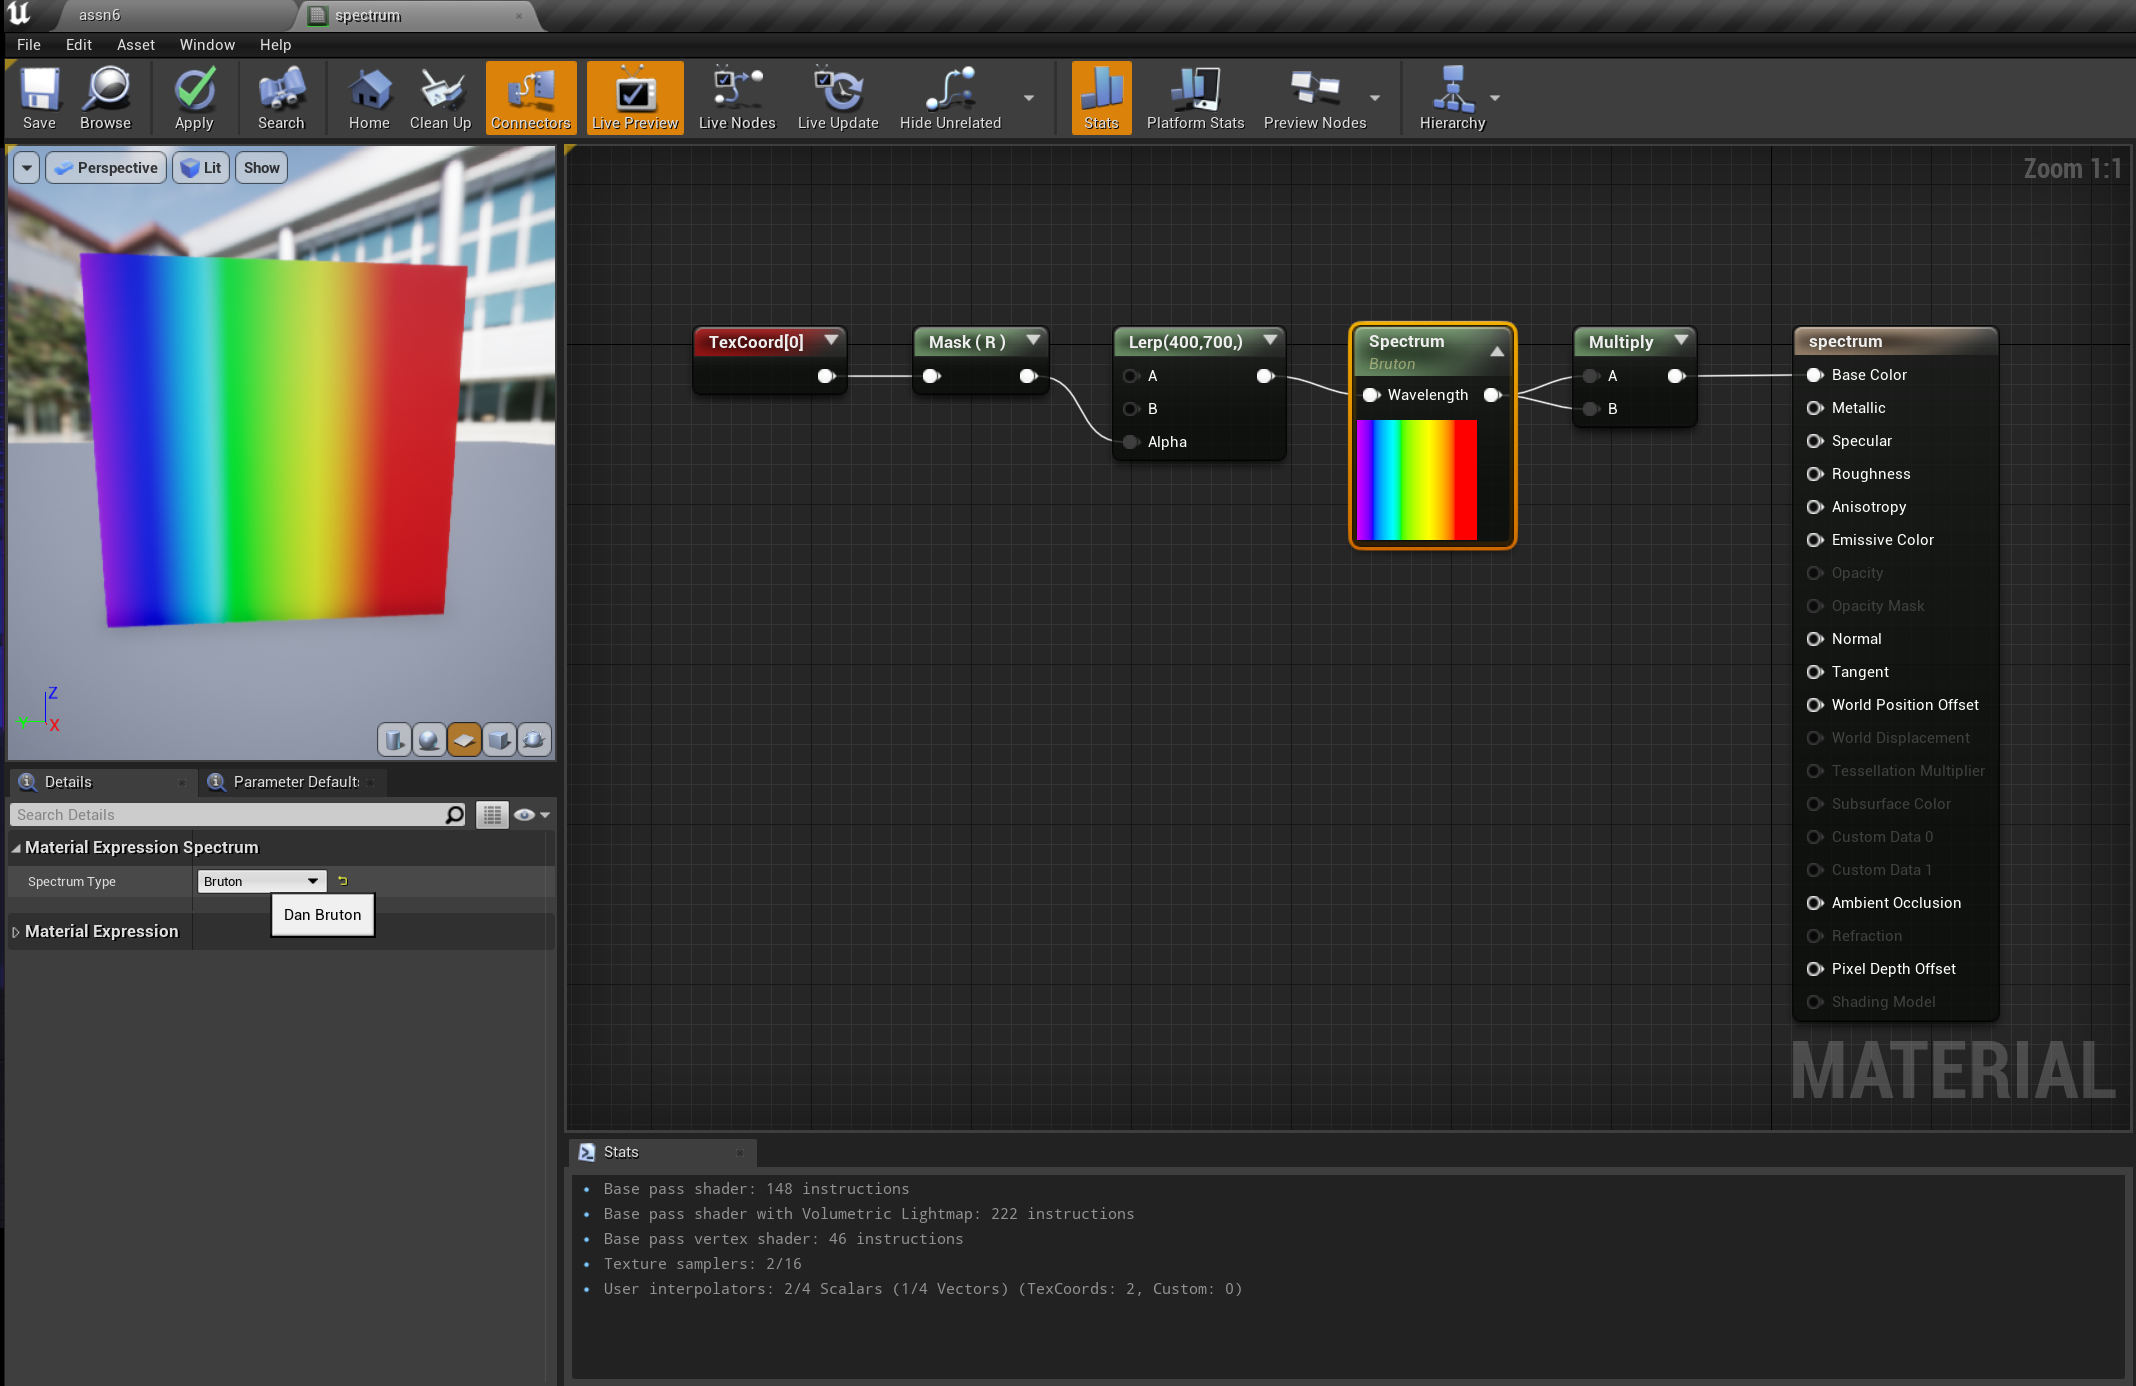 assn6
spectrum
File Edit Asset Window Help
Save Browse Apply Search Home Clean Up Connectors Live Preview Live Nodes Live Update Hide Unrelated Stats Platform Stats Preview Nodes Hierarchy
Perspective Lit Show
Zoom 1:1
TexCoord[0]
Mask ( R )
Lerp(400,700,)
A
B
Alpha
Spectrum
Bruton
Wavelength
Multiply
A
B
spectrum
Base Color
Metallic
Specular
Roughness
Anisotropy
Emissive Color
Opacity
Opacity Mask
Normal
Tangent
World Position Offset
World Displacement
Tessellation Multiplier
Subsurface Color
Custom Data 0
Custom Data 1
Ambient Occlusion
Refraction
Pixel Depth Offset
Shading Model
MATERIAL
Z
Y
X
Details
Parameter Default
Search Details
Material Expression Spectrum
Spectrum Type
Bruton
Dan Bruton
Material Expression
Stats
Base pass shader: 148 instructions
Base pass shader with Volumetric Lightmap: 222 instructions
Base pass vertex shader: 46 instructions
Texture samplers: 2/16
User interpolators: 2/4 Scalars (1/4 Vectors) (TexCoords: 2, Custom: 0)